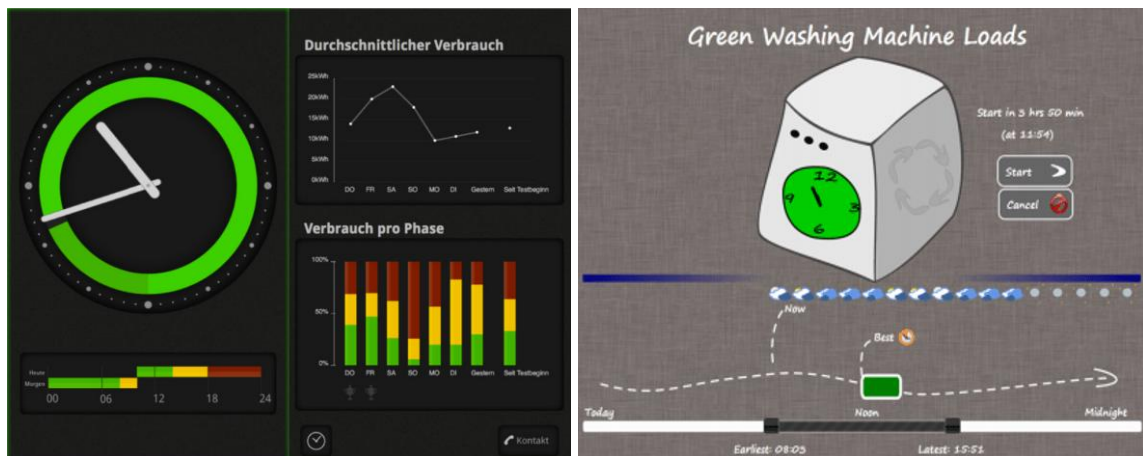 Durchschnittlicher Verbrauch
25kWh
20kWh
15kWh
10kWh
5kWh
0kWh
DO FR SA SO MO DI Gestern Seit Testbeginn
Verbrauch pro Phase
100%
50%
0%
DO FR SA SO MO DI Gestern Seit Testbeginn
Heute
Morgen
00 06 12 18 24
Kontakt
Green Washing Machine Loads
Start in 3 hrs 50 min
(at 11:54)
Start
Cancel
12
9 3
6
Now
Best
Today Noon Midnight
Earliest: 08:03 Latest: 15:51